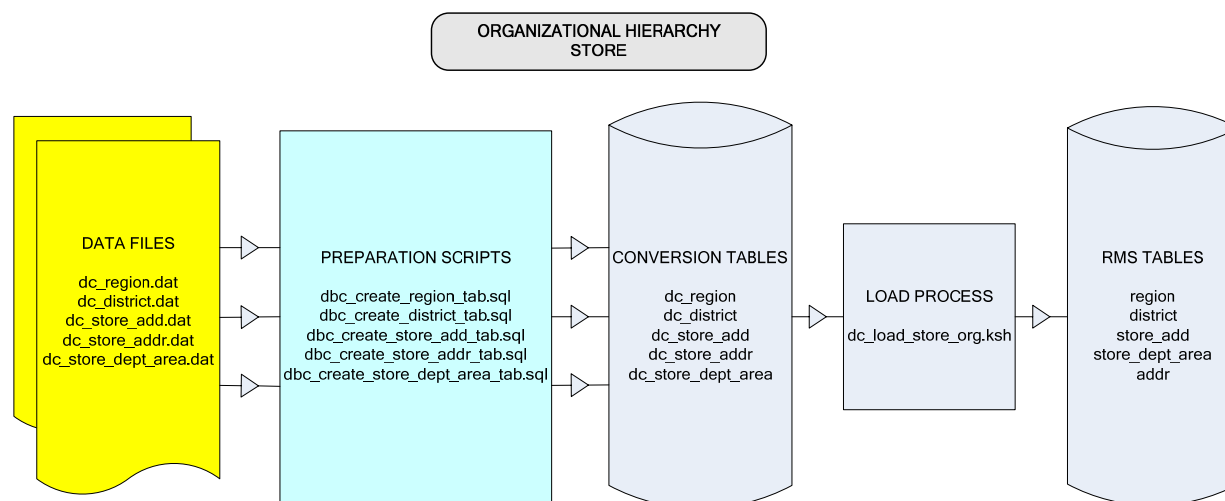 ORGANIZATIONAL HIERARCHY
STORE
DATA FILES
dc_region.dat
dc_district.dat
dc_store_add.dat
dc_store_addr.dat
dc_store_dept_area.dat
PREPARATION SCRIPTS
dbc_create_region_tab.sql
dbc_create_district_tab.sql
dbc_create_store_add_tab.sql
dbc_create_store_addr_tab.sql
dbc_create_store_dept_area_tab.sql
CONVERSION TABLES
dc_region
dc_district
dc_store_add
dc_store_addr
dc_store_dept_area
LOAD PROCESS
dc_load_store_org.ksh
RMS TABLES
region
district
store_add
store_dept_area
addr